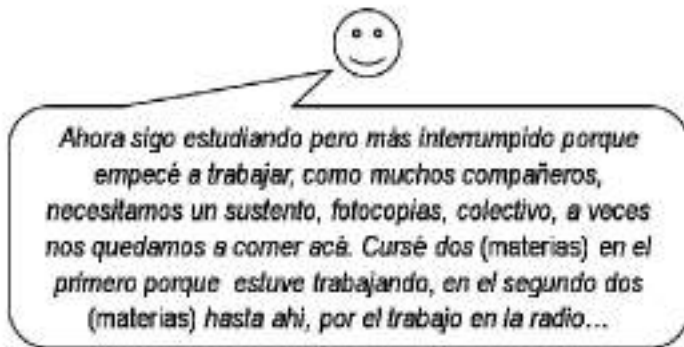 Ahora sigo estudiando pero más interrumpido porque
empecé a trabajar, como muchos compañeros,
necesitamos un sustento, fotocopias, colectivo, a veces
nos quedamos a comer acá. Cursé dos (materias) en el
primero porque estuve trabajando, en el segundo dos
(materias) hasta ahi, por el trabajo en la radio…